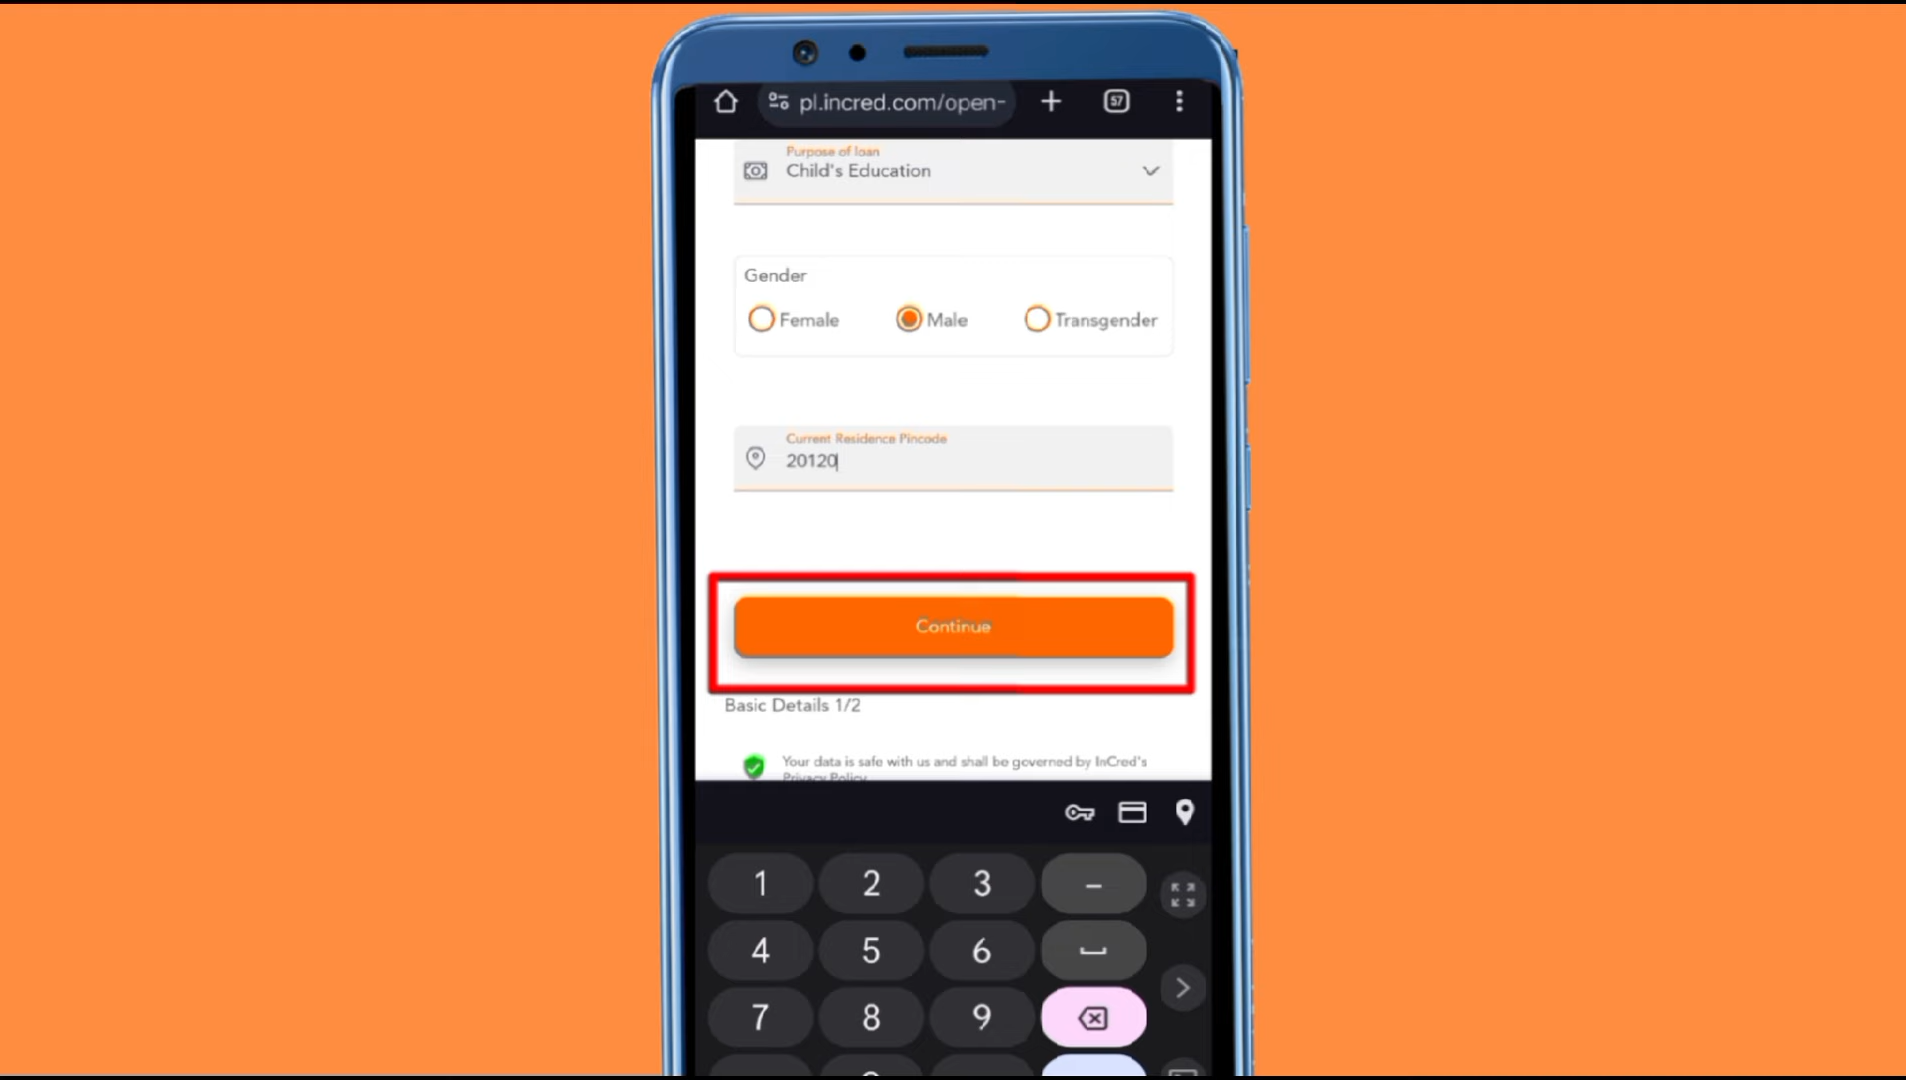 pl.incred.com/open-
57
Purpose of loan
Child's Education
Gender
Female Male Transgender
Current Residence Pincode
20120
Continue
Basic Details 1/2
Your data is safe with us and shall be governed by InCred's
Privacy Policy
1 2 3 –
4 5 6
7 8 9